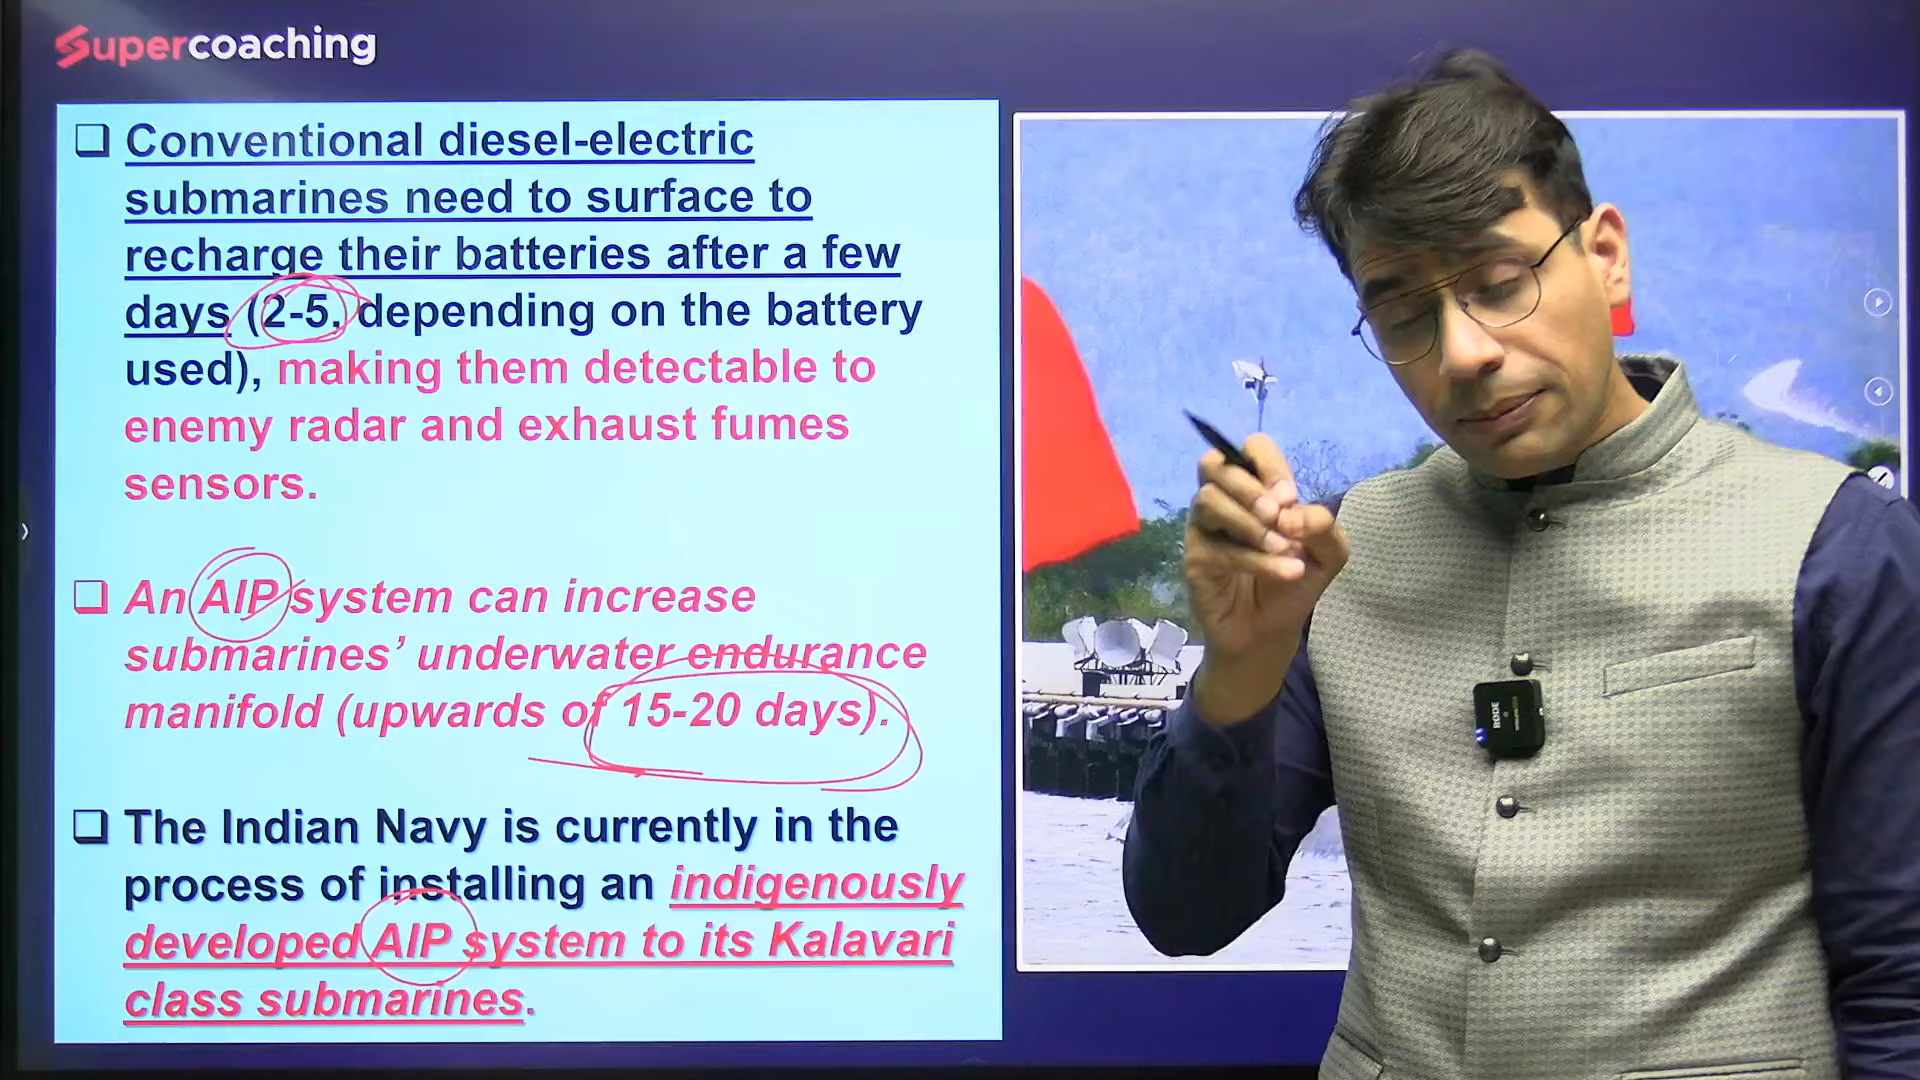 Supercoaching
❑ Conventional diesel-electric
submarines need to surface to
recharge their batteries after a few
days (2-5, depending on the battery
used), making them detectable to
enemy radar and exhaust fumes
sensors.
❑ An AIP system can increase
submarines’ underwater endurance
manifold (upwards of 15-20 days).
❑ The Indian Navy is currently in the
process of installing an indigenously
developed AIP system to its Kalavari
class submarines.
RODE